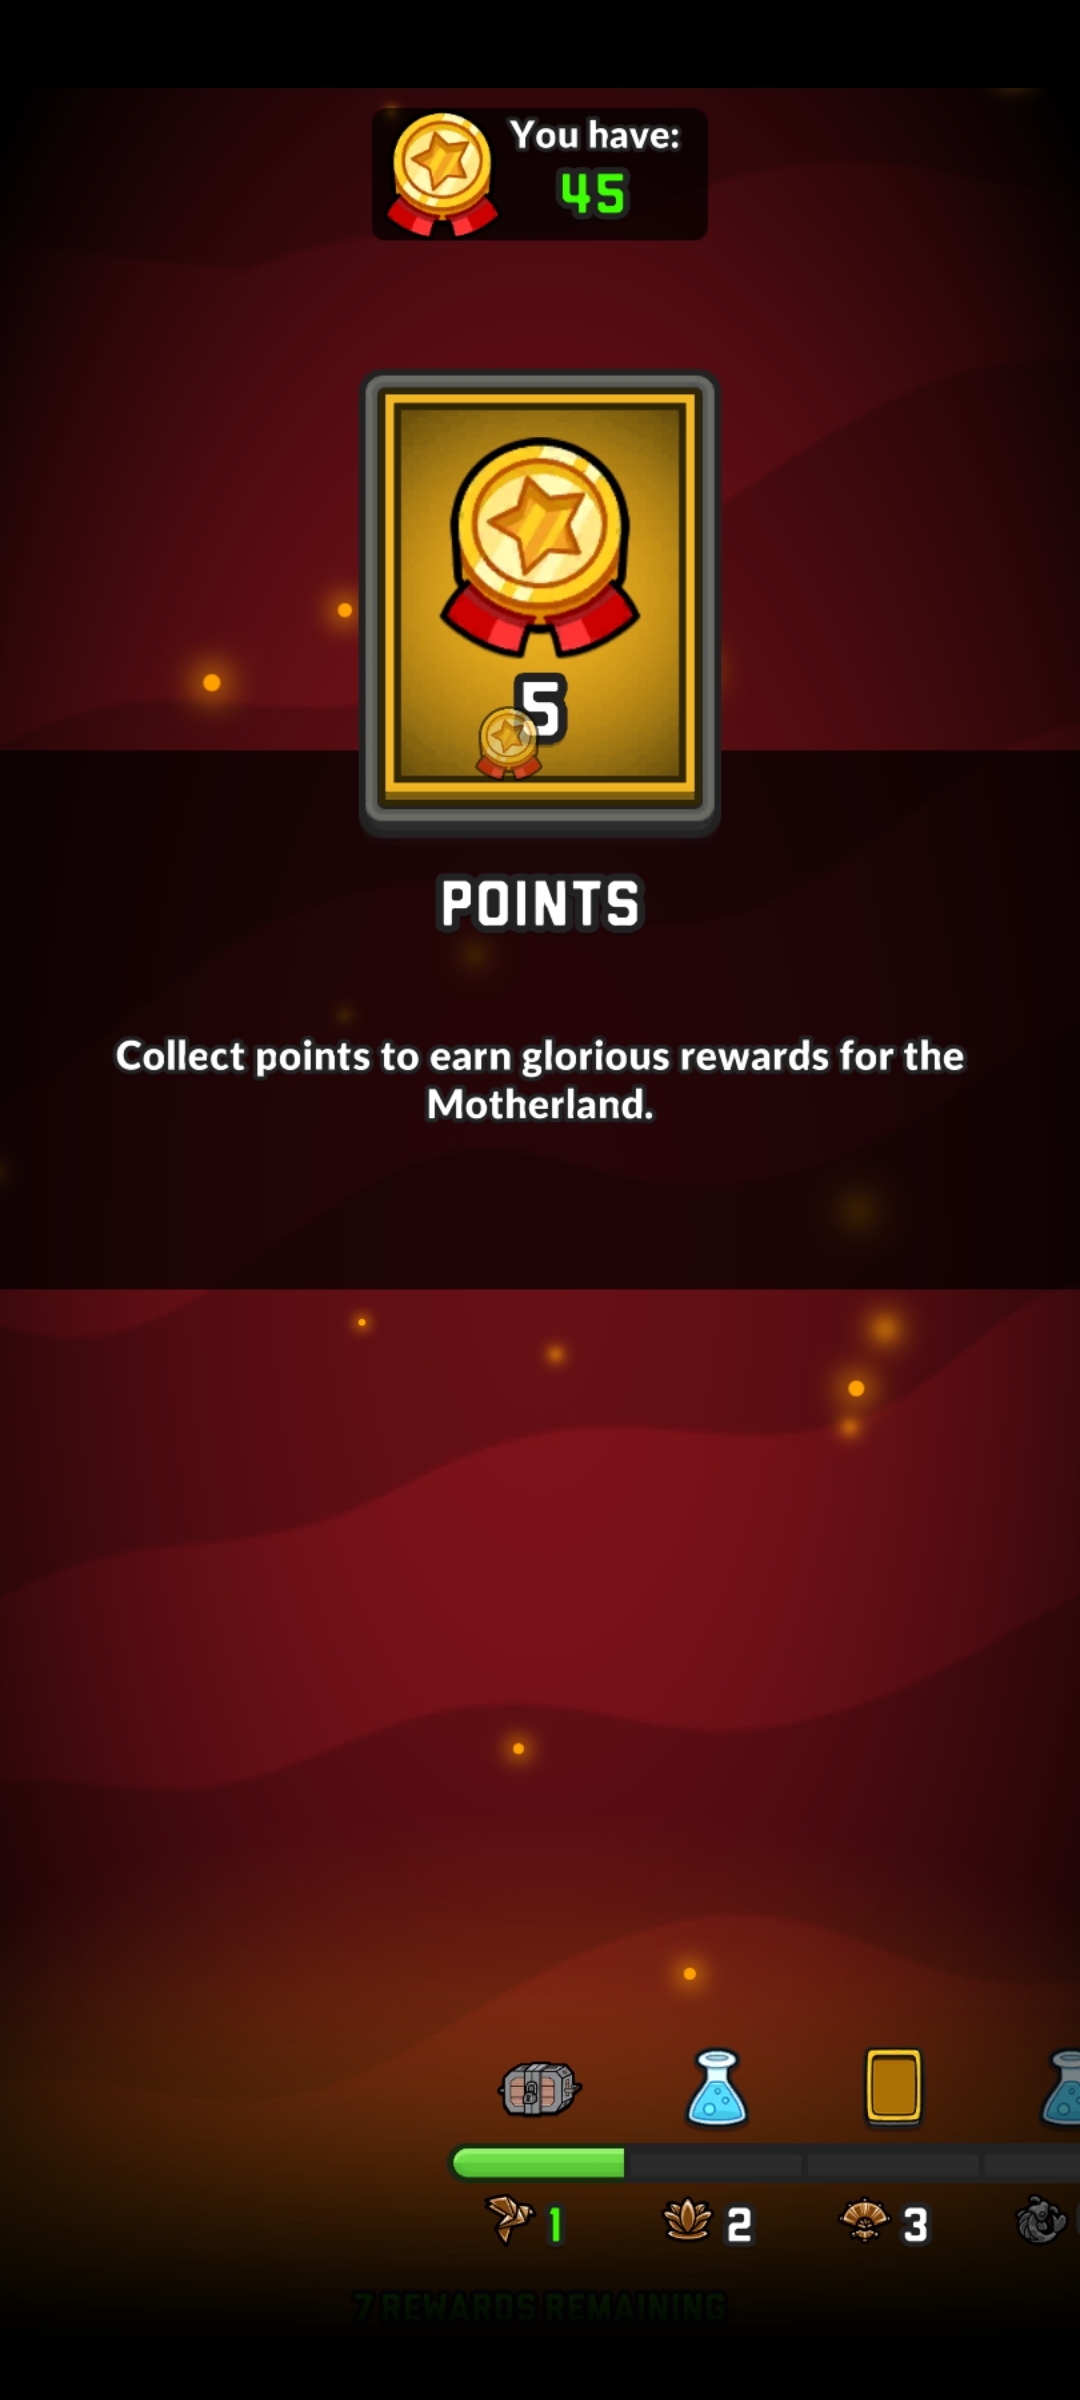 You have:
45
5
POINTS
Collect points to earn glorious rewards for the
Motherland.
1 2 3
7 REWARDS REMAINING